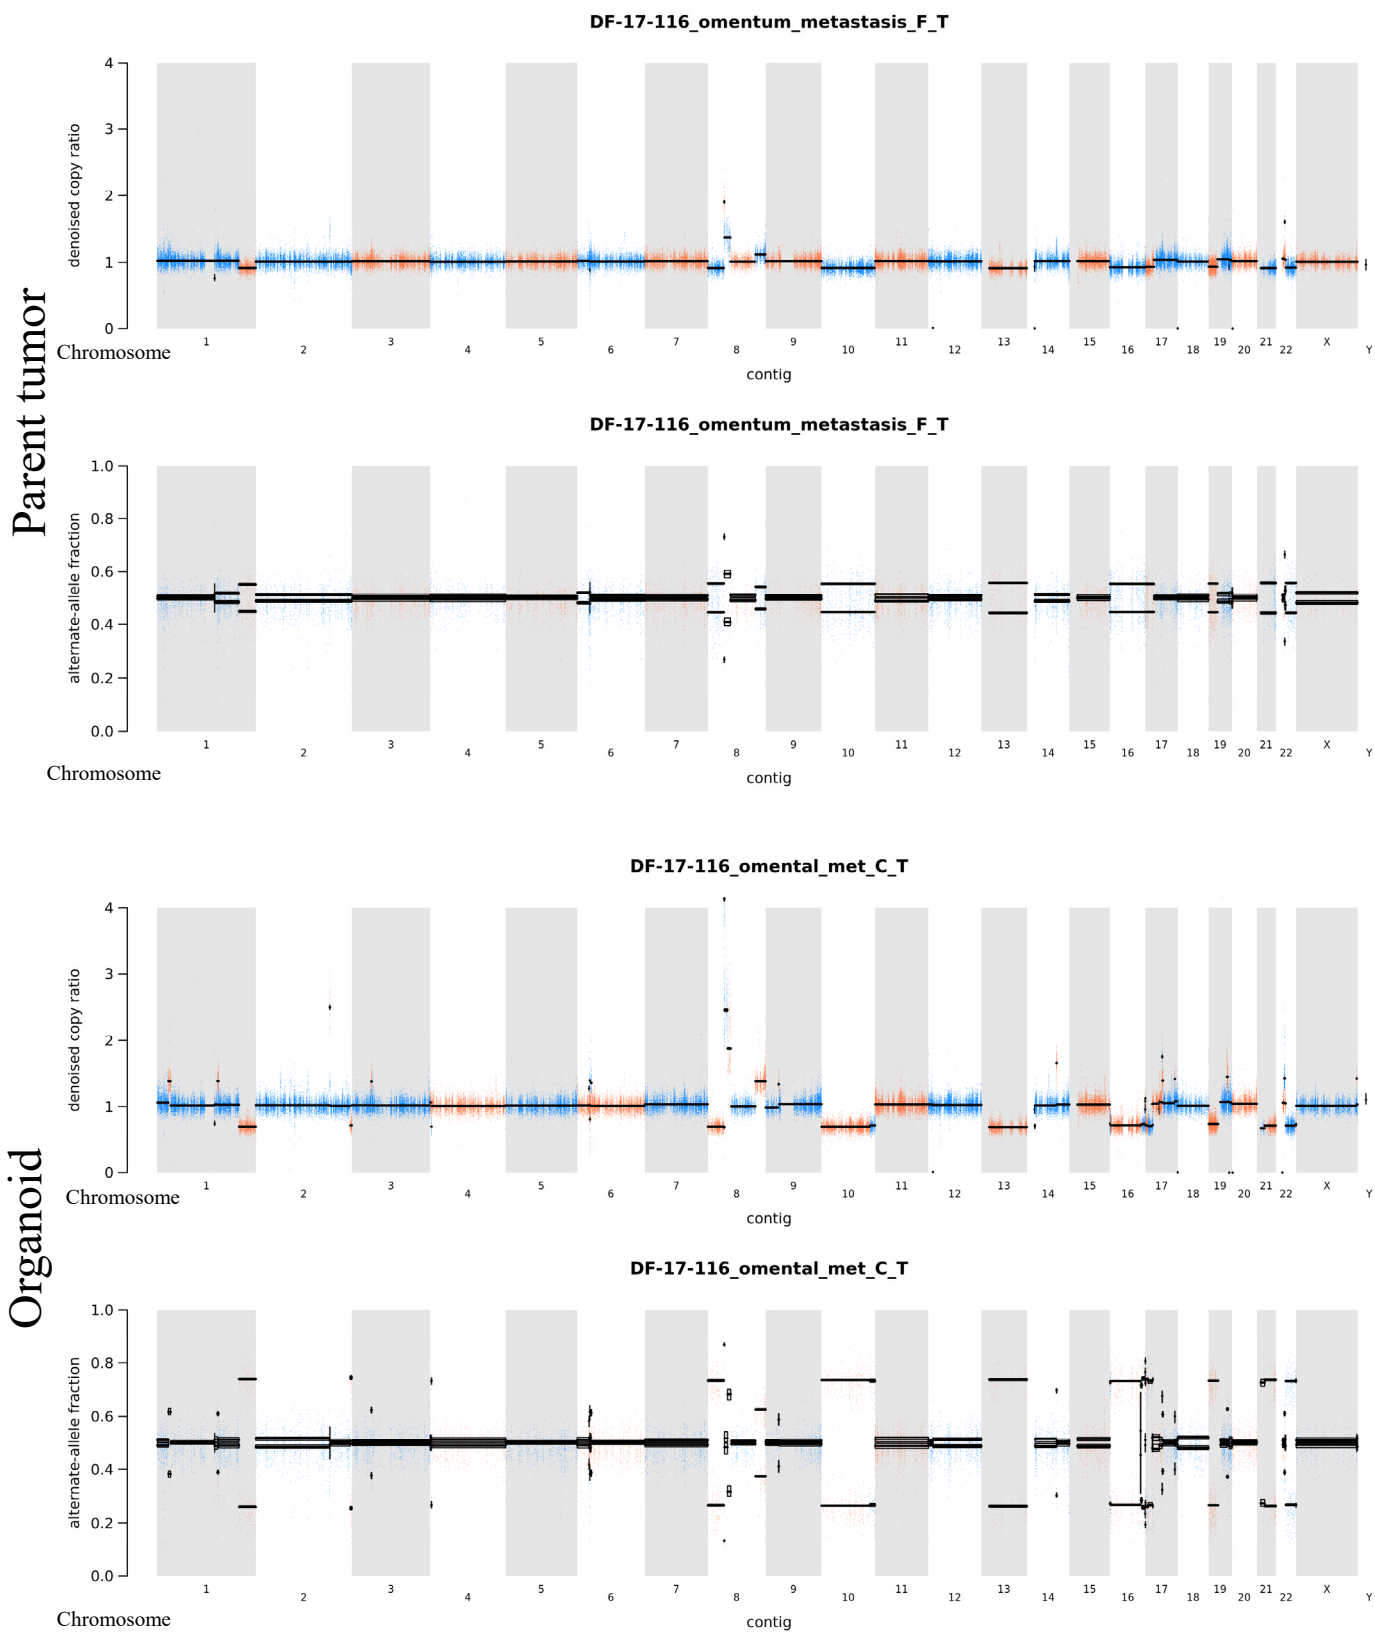 DF-17-116_omentum_metastasis_F_T
4
3
2
1
0
denoised copy ratio
1 2 3 4 5 6 7 8 9 10 11 12 13 14 15 16 17 18 19 20 21 22 X Y
Chromosome
contig
Parent tumor
DF-17-116_omentum_metastasis_F_T
1.0
0.8
0.6
0.4
0.2
0.0
alternate-allele fraction
1 2 3 4 5 6 7 8 9 10 11 12 13 14 15 16 17 18 19 20 21 22 X Y
Chromosome
contig
DF-17-116_omental_met_C_T
4
3
2
1
0
denoised copy ratio
1 2 3 4 5 6 7 8 9 10 11 12 13 14 15 16 17 18 19 20 21 22 X Y
Chromosome
contig
Organoid
DF-17-116_omental_met_C_T
1.0
0.8
0.6
0.4
0.2
0.0
alternate-allele fraction
1 2 3 4 5 6 7 8 9 10 11 12 13 14 15 16 17 18 19 20 21 22 X Y
Chromosome
contig